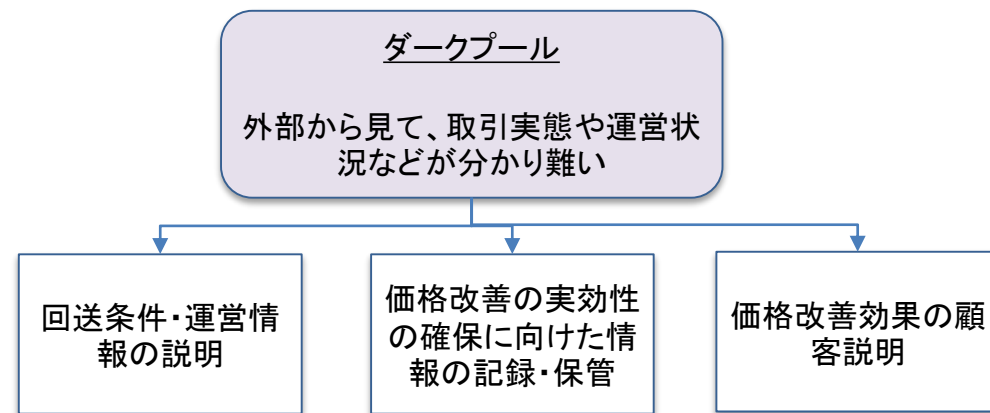 ダークプール
外部から見て、取引実態や運営状
況などが分かり難い
回送条件・運営情
報の説明
価格改善の実効性
の確保に向けた情
報の記録・保管
価格改善効果の顧
客説明